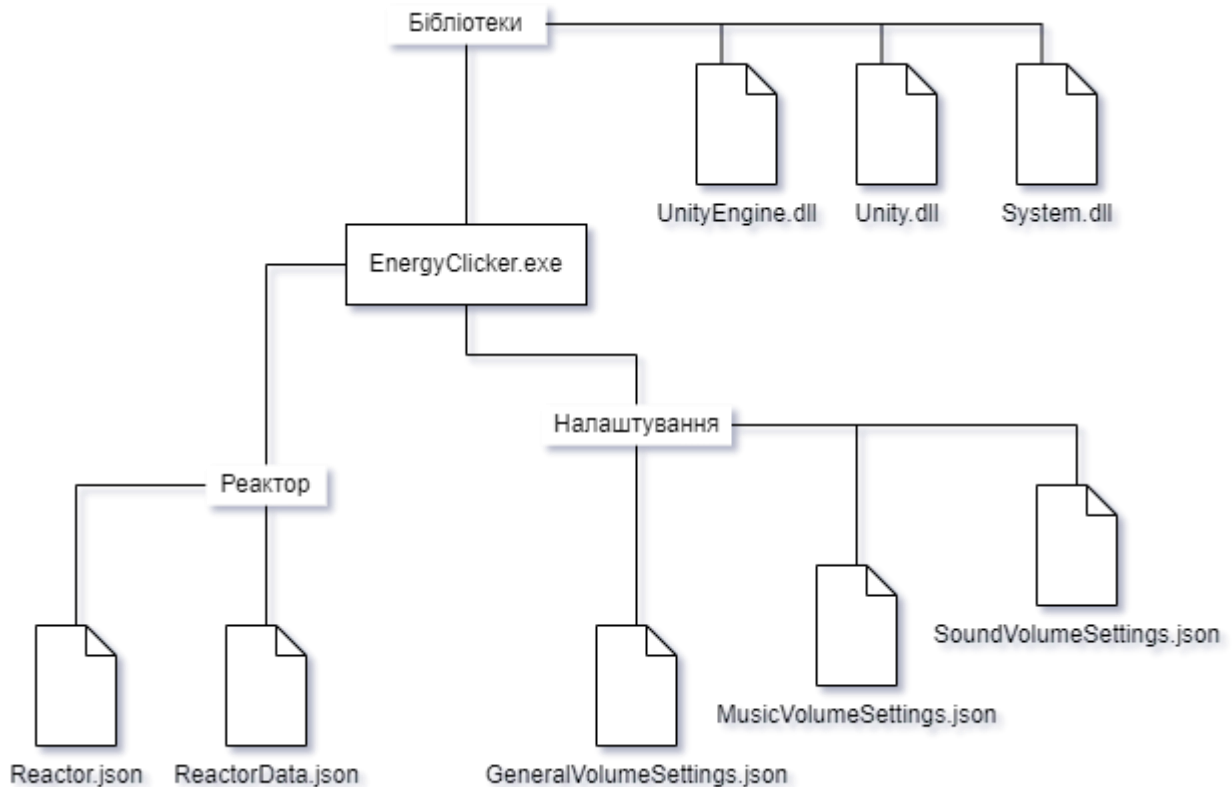 Бібліотеки
UnityEngine.dll
Unity.dll
System.dll
EnergyClicker.exe
Налаштування
Реактор
SoundVolumeSettings.json
MusicVolumeSettings.json
Reactor.json
ReactorData.json
GeneralVolumeSettings.json